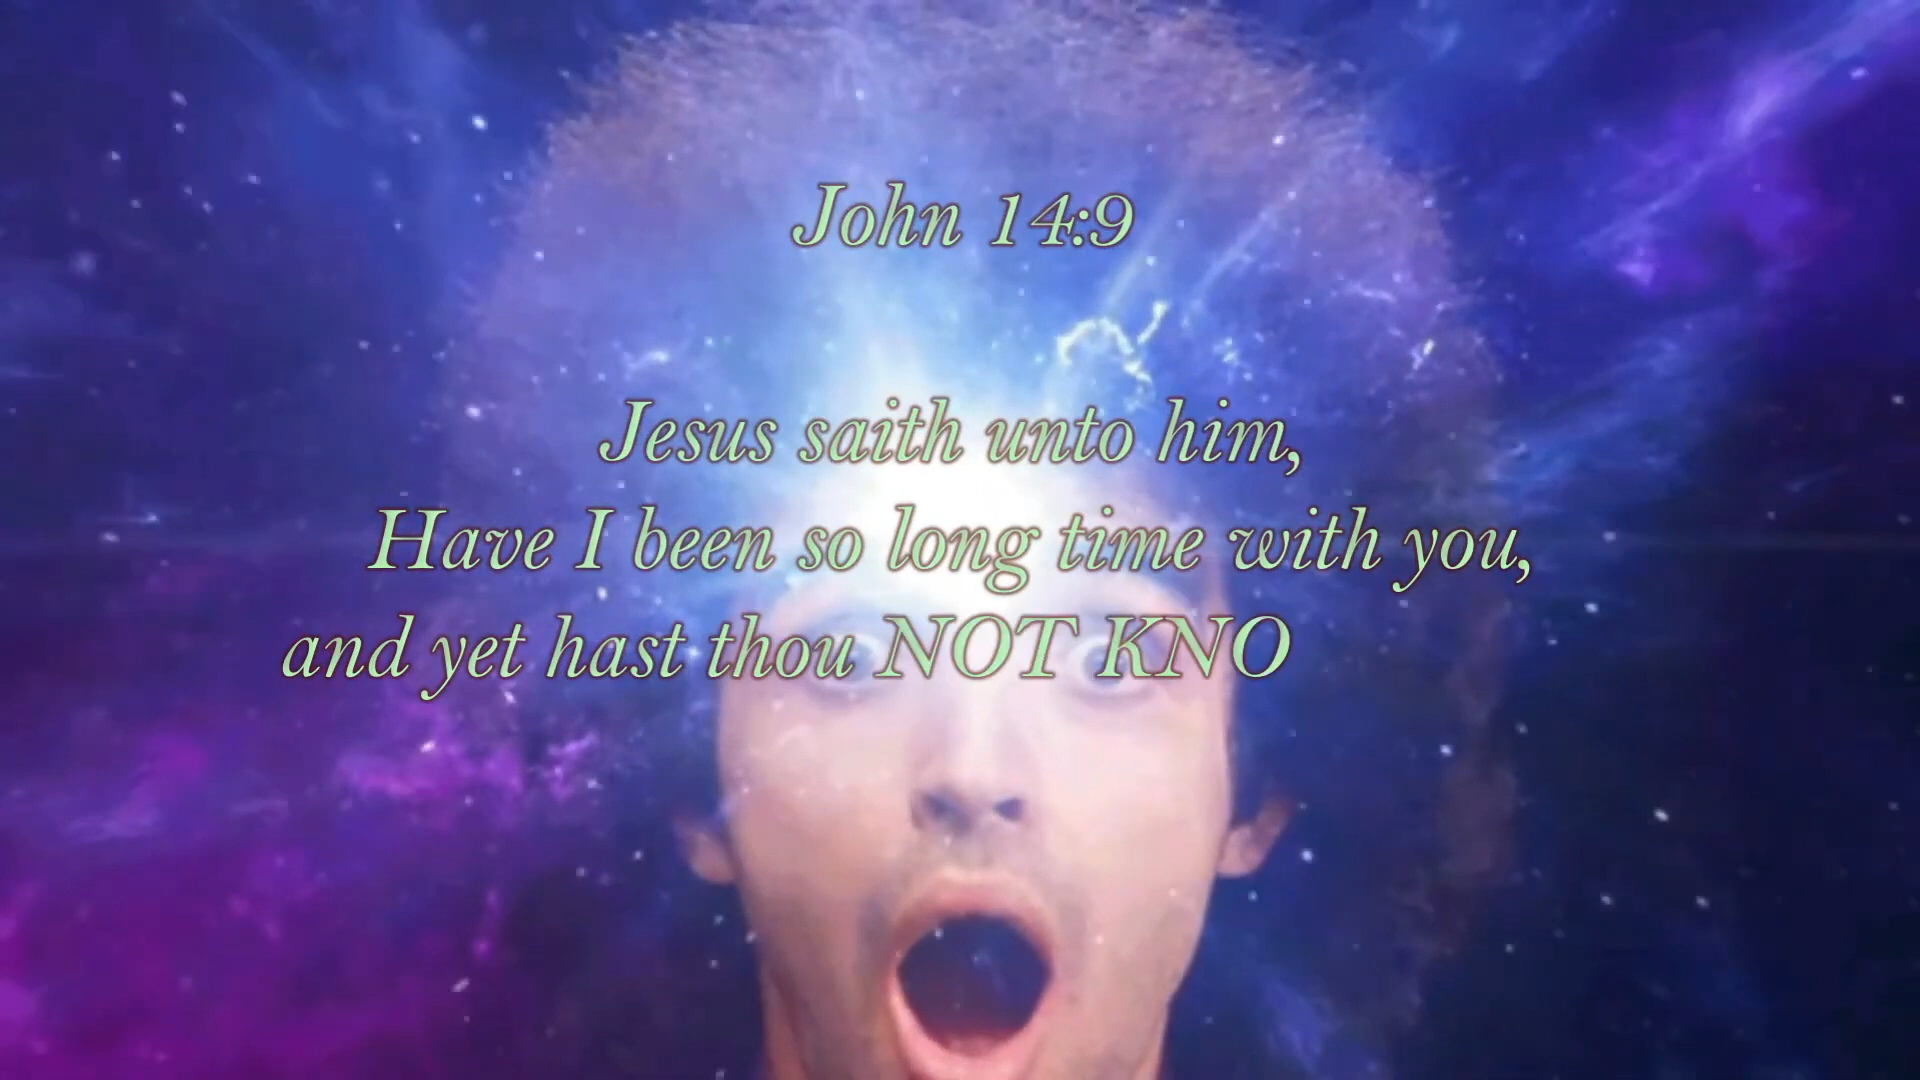 John 14:9
Jesus saith unto him,
Have I been so long time with you,
and yet hast thou NOT KNO